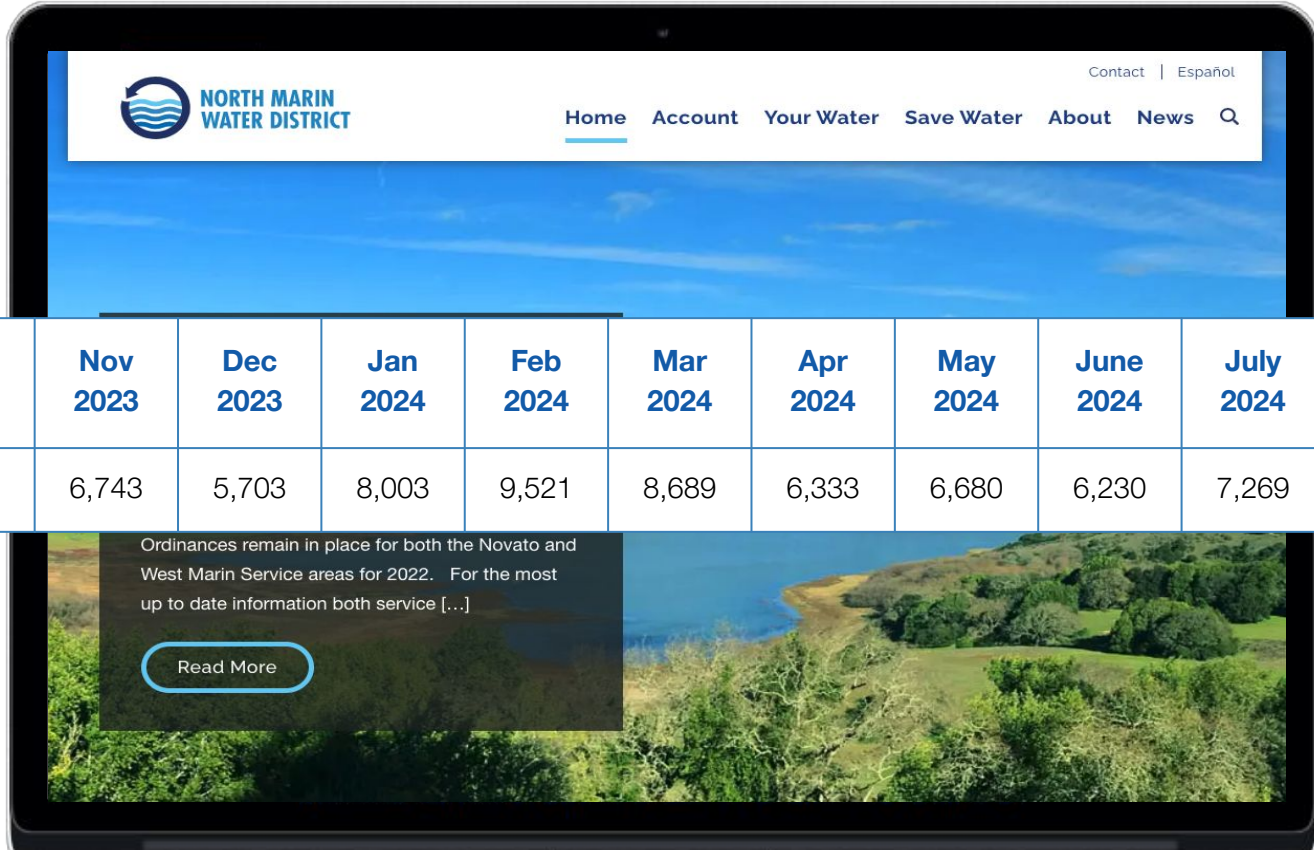 Contact | Español
NORTH MARIN
WATER DISTRICT
Home Account Your Water Save Water About News
Nov 2023 Dec 2023 Jan 2024 Feb 2024 Mar 2024 Apr 2024 May 2024 June 2024 July 2024
6,743 5,703 8,003 9,521 8,689 6,333 6,680 6,230 7,269
Ordinances remain in place for both the Novato and
West Marin Service areas for 2022. For the most
up to date information both service [...]
Read More